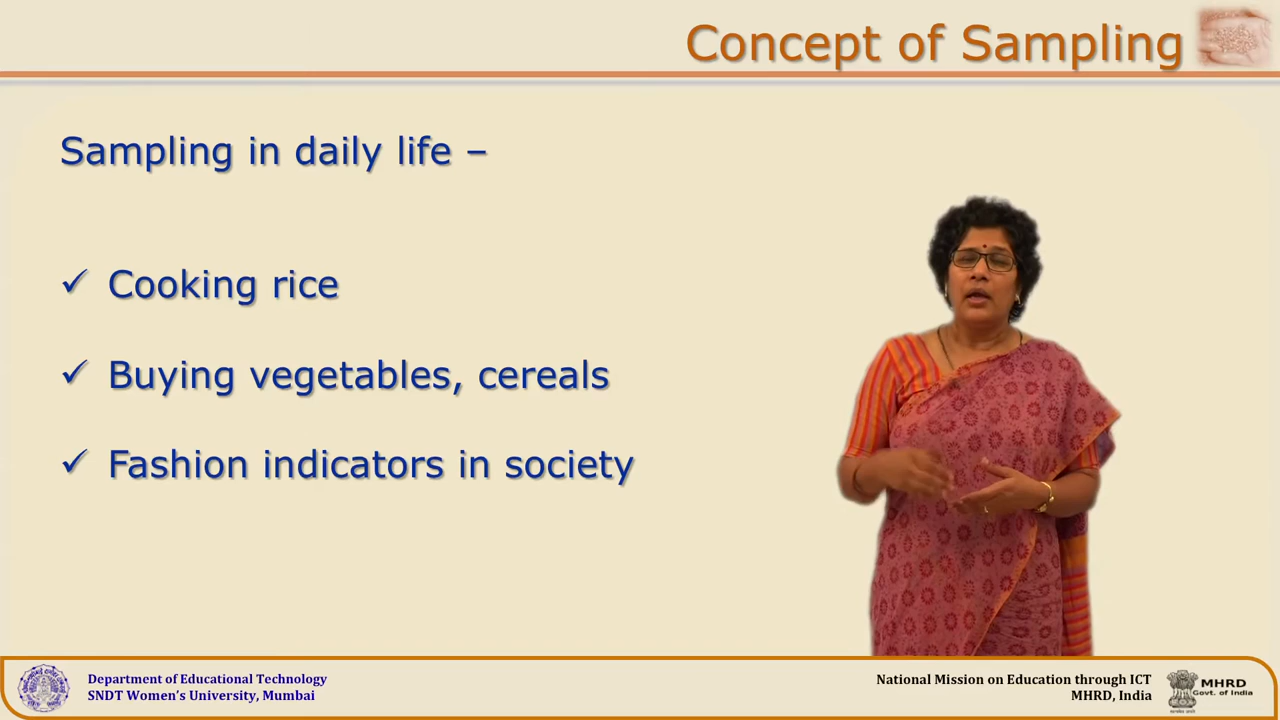 Concept of Sampling
Sampling in daily life –
✓ Cooking rice
✓ Buying vegetables, cereals
✓ Fashion indicators in society
Department of Educational Technology
SNDT Women's University, Mumbai
National Mission on Education through ICT
MHRD, India
MHRD
Govt. of India